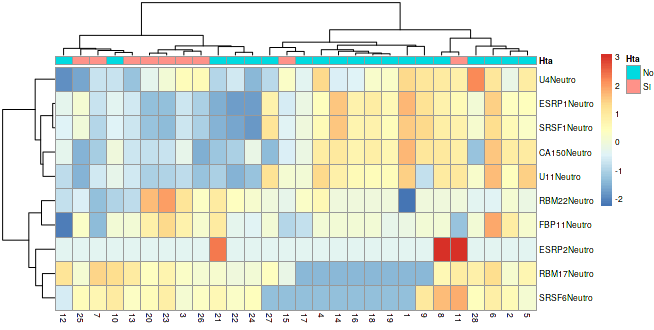 Hta
U4Neutro
ESRP1Neutro
SRSF1Neutro
CA150Neutro
U11Neutro
RBM22Neutro
FBP11Neutro
ESRP2Neutro
RBM17Neutro
SRSF6Neutro
12 25 7 10 13 20 23 3 26 21 22 24 27 15 17 4 14 16 18 19 1 9 8 11 28 6 2 5
3
2
1
0
-1
-2
Hta
No
SI